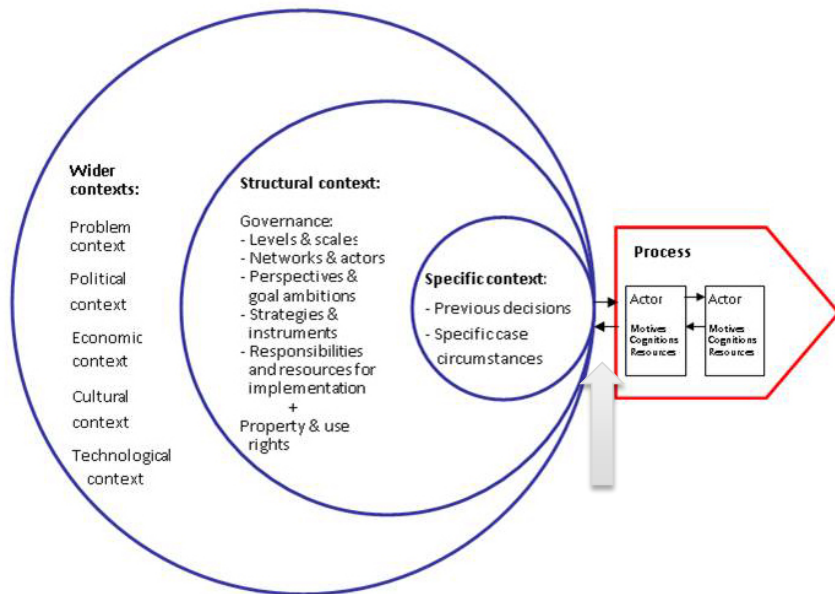 Wider
contexts:
Problem
context
Political
context
Economic
context
Cultural
context
Technological
context
Structural context:
Governance:
- Levels & scales
- Networks & actors
- Perspectives &
goal ambitions
- Strategies &
instruments
- Responsibilities
and resources for
implementation
+
Property & use
rights
Specific context:
- Previous decisions
- Specific case
circumstances
Process
Actor
Motives
Cognitions
Resources
Actor
Motives
Cognitions
Resources